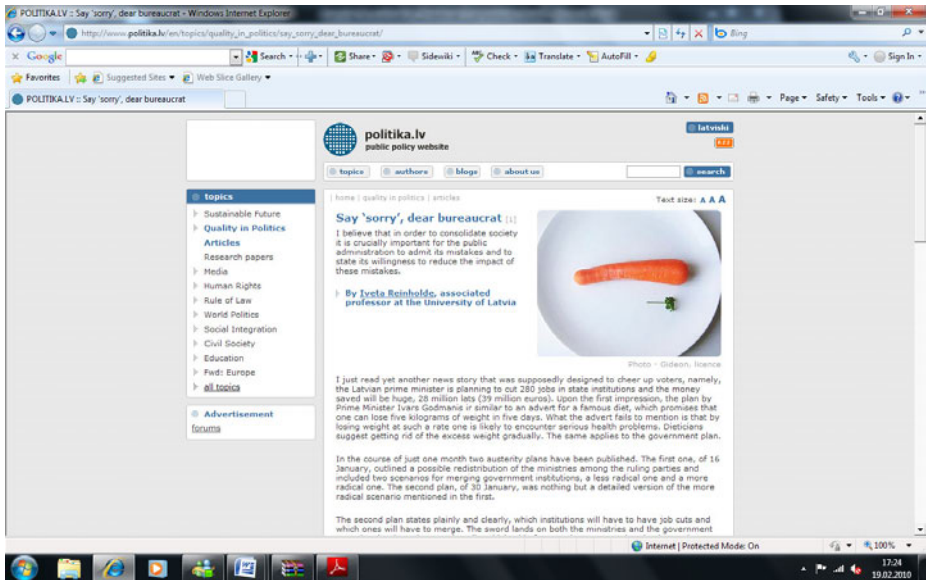 POLITIKA.LV :: Say 'sorry', dear bureaucrat - Windows Internet Explorer
http://www.politika.lv/en/topics/quality_in_politics/say_sorry_dear_bureaucrat/
Bing
Google
Search
Share
Sidewiki
Check
Translate
AutoFill
Sign In
Favorites
Suggested Sites
Web Slice Gallery
POLITIKA.LV :: Say 'sorry', dear bureaucrat
Page
Safety
Tools
politika.lv
public policy website
latviski
topics
authors
blogs
about us
search
topics
Sustainable Future
Quality in Politics
Articles
Research papers
Media
Human Rights
Rule of Law
World Politics
Social Integration
Civil Society
Education
Fwd: Europe
all topics
Advertisement
forums
| home | quality in politics | articles
Text size: A A A
Say 'sorry', dear bureaucrat [1]
I believe that in order to consolidate society
it is crucially important for the public
administration to admit its mistakes and to
state its willingness to reduce the impact of
these mistakes.
By Iveta Reinholde, associated
professor at the University of Latvia
Photo - Gideon, licence
I just read yet another news story that was supposedly designed to cheer up voters, namely,
the Latvian prime minister is planning to cut 280 jobs in state institutions and the money
saved will be huge, 28 million lats (39 million euros). Upon the first impression, the plan by
Prime Minister Ivars Godmanis ir similar to an advert for a famous diet, which promises that
one can lose five kilograms of weight in five days. What the advert fails to mention is that by
losing weight at such a rate one is likely to encounter serious health problems. Dieticians
suggest getting rid of the excess weight gradually. The same applies to the government plan.
In the course of just one month two austerity plans have been published. The first one, of 16
January, outlined a possible redistribution of the ministries among the ruling parties and
included two scenarios for merging government institutions, a less radical one and a more
radical one. The second plan, of 30 January, was nothing but a detailed version of the more
radical scenario mentioned in the first.
The second plan states plainly and clearly, which institutions will have to have job cuts and
which ones will have to merge. The sword lands on both the ministries and the government
Internet | Protected Mode: On
100%
17:24
19.02.2010